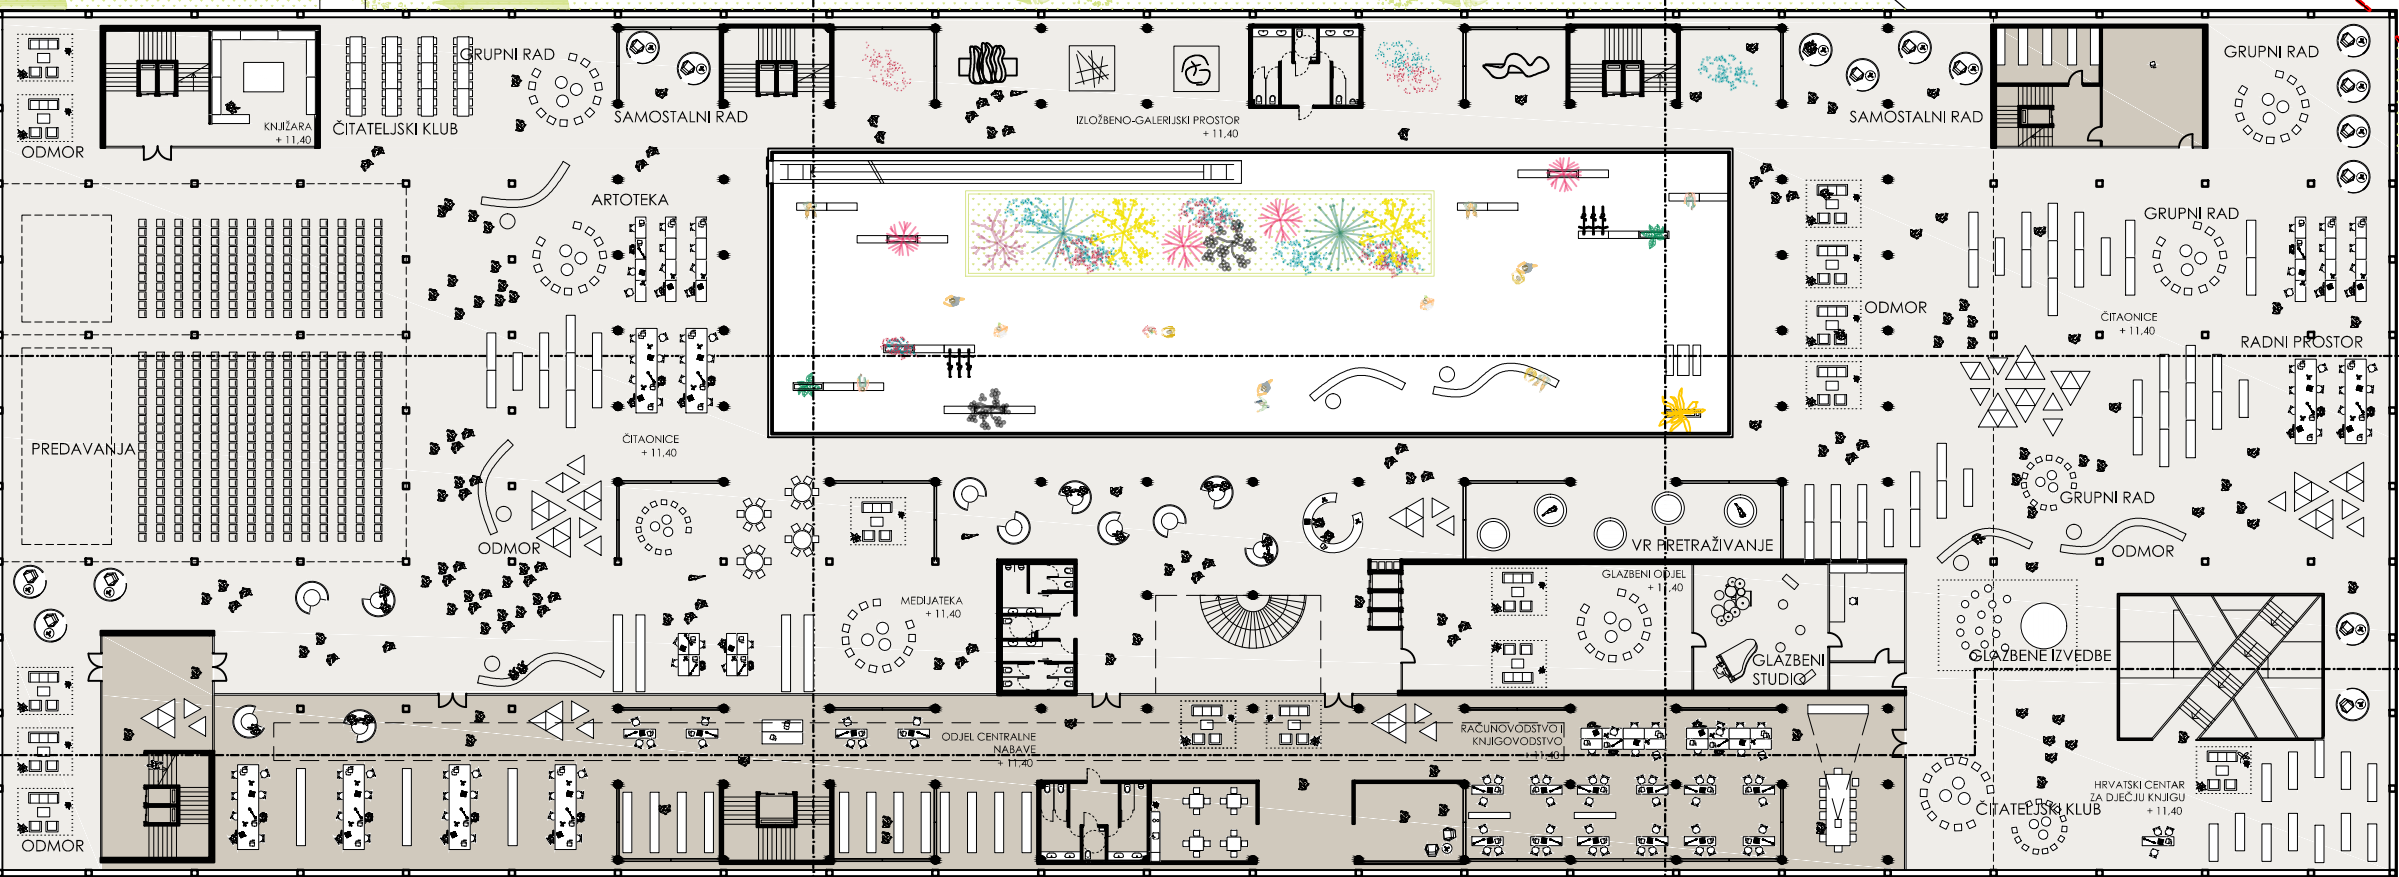 GRUPNI RAD
SAMOSTALNI RAD
KNJIŽARA
+ 11,40
ČITATELJSKI KLUB
ODMOR
IZLOŽBENO-GALERIJSKI PROSTOR
+ 11,40
SAMOSTALNI RAD
GRUPNI RAD
ARTOTEKA
GRUPNI RAD
ODMOR
ČITAONICE
+ 11,40
RADNI PROSTOR
PREDAVANJA
ČITAONICE
+ 11,40
ODMOR
GRUPNI RAD
VR PRETRAŽIVANJE
ODMOR
MEDIJATEKA
+ 11,40
GLAZBENI ODJEL
+ 11,40
GLAZBENI
STUDIO
GLAZBENE IZVEDBE
ODJEL CENTRALNE
NABAVE
+ 11,40
RAČUNOVODSTVO I
KNJIGOVODSTVO
+ 11,40
HRVATSKI CENTAR
ZA DJEČJU KNJIGU
+ 11,40
ČITATELJSKI KLUB
ODMOR